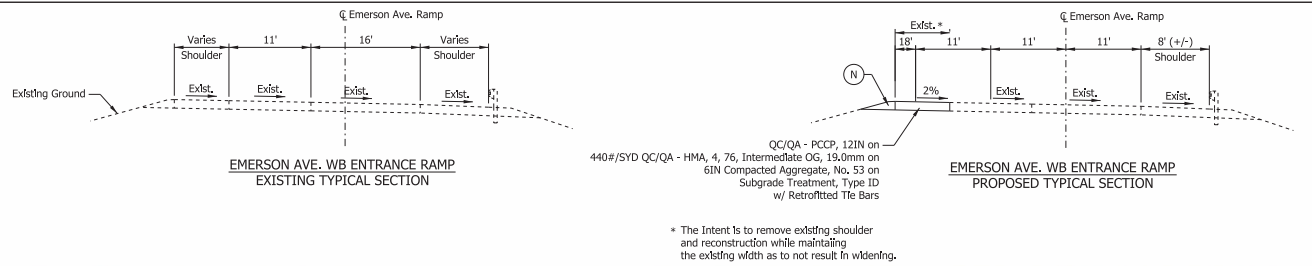 ℄ Emerson Ave. Ramp
Varies
Shoulder
11'
16'
Varies
Shoulder
Existing Ground
Exist.
Exist.
Exist.
Exist.
EMERSON AVE. WB ENTRANCE RAMP
EXISTING TYPICAL SECTION
℄ Emerson Ave. Ramp
Exist. *
18'
11'
11'
11'
8' (+/-)
Shoulder
N
2%
Exist.
Exist.
Exist.
QC/QA - PCCP, 12IN on
440#/SYD QC/QA - HMA, 4, 76, Intermediate OG, 19.0mm on
6IN Compacted Aggregate, No. 53 on
Subgrade Treatment, Type ID
w/ Retrofitted Tie Bars
EMERSON AVE. WB ENTRANCE RAMP
PROPOSED TYPICAL SECTION
* The Intent is to remove existing shoulder
and reconstruction while maintaiing
the existing width as to not result in widening.